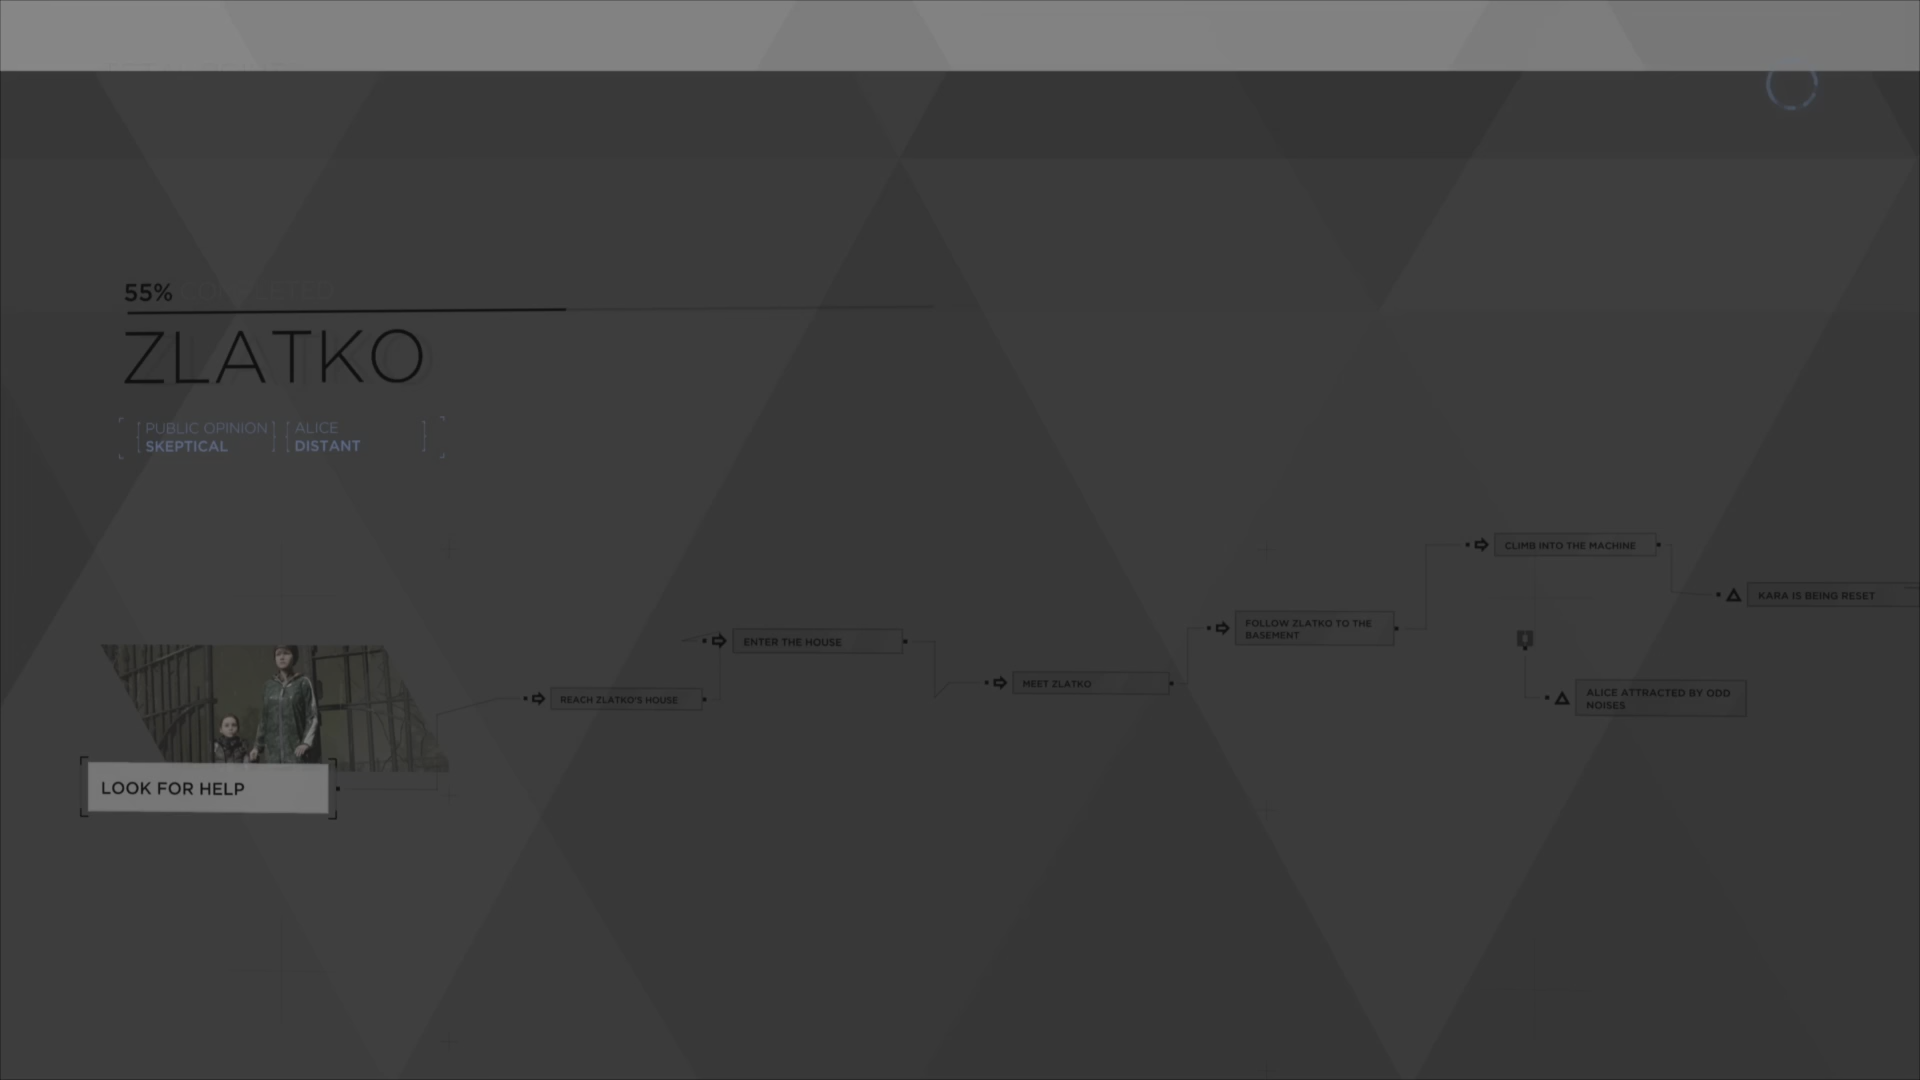 55% COMPLETED
ZLATKO
PUBLIC OPINION
SKEPTICAL
ALICE
DISTANT
LOOK FOR HELP
REACH ZLATKO'S HOUSE
ENTER THE HOUSE
MEET ZLATKO
FOLLOW ZLATKO TO THE
BASEMENT
CLIMB INTO THE MACHINE
KARA IS BEING RESET
ALICE ATTRACTED BY ODD
NOISES